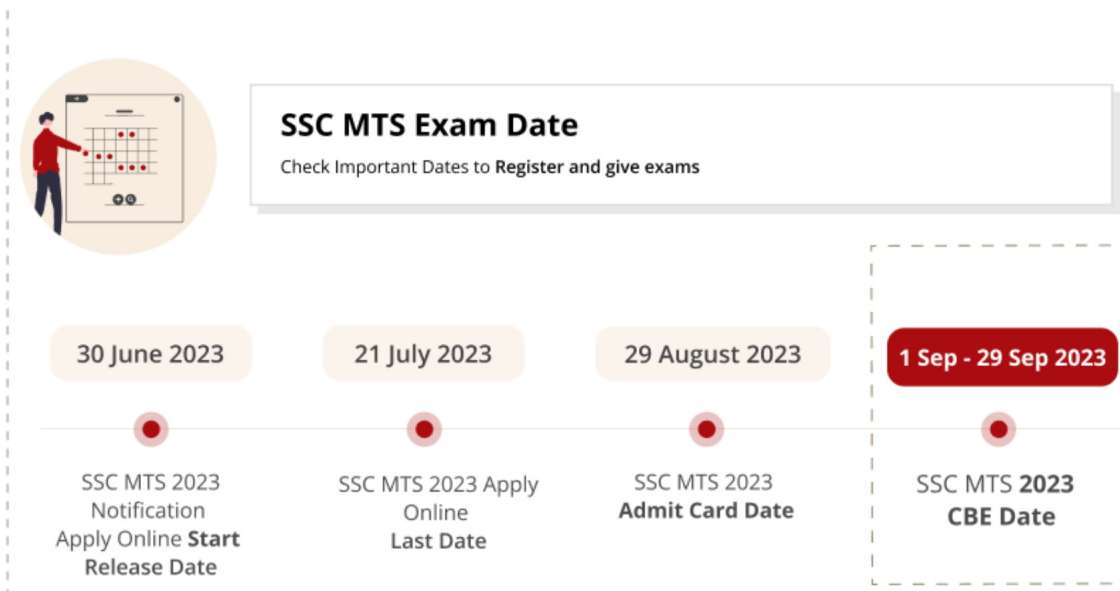 SSC MTS Exam Date
Check Important Dates to Register and give exams
30 June 2023
21 July 2023
29 August 2023
1 Sep - 29 Sep 2023
SSC MTS 2023
Notification
Apply Online Start
Release Date
SSC MTS 2023 Apply
Online
Last Date
SSC MTS 2023
Admit Card Date
SSC MTS 2023
CBE Date